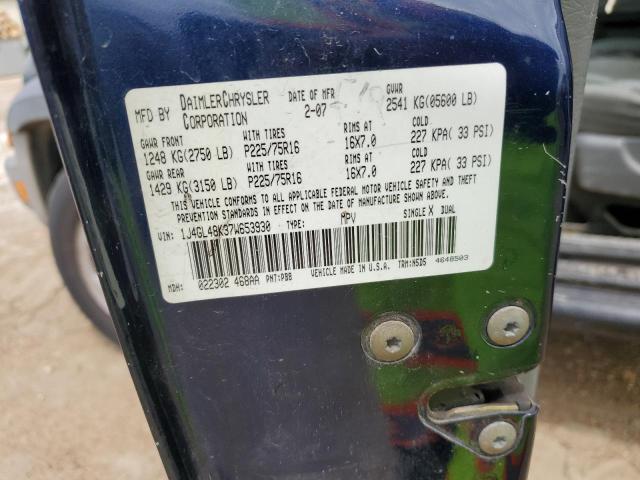 MFD BY DAIMLERCHRYSLER CORPORATION DATE OF MFR 2-07 GVWR 2541 KG(05600 LB)
GAWR FRONT WITH TIRES RIMS AT COLD
1248 KG(2750 LB) P225/75R16 16X7.0 227 KPA( 33 PSI)
GAWR REAR WITH TIRES RIMS AT COLD
1429 KG(3150 LB) P225/75R16 16X7.0 227 KPA( 33 PSI)
THIS VEHICLE CONFORMS TO ALL APPLICABLE FEDERAL MOTOR VEHICLE SAFETY AND THEFT
PREVENTION STANDARDS IN EFFECT ON THE DATE OF MANUFACTURE SHOWN ABOVE.
VIN: 1J4GL48K37W653930 TYPE: MPV SINGLE X DUAL
MDH: 022302 468AA PNT:PBB VEHICLE MADE IN U.S.A. TRM:N5DS 4648503